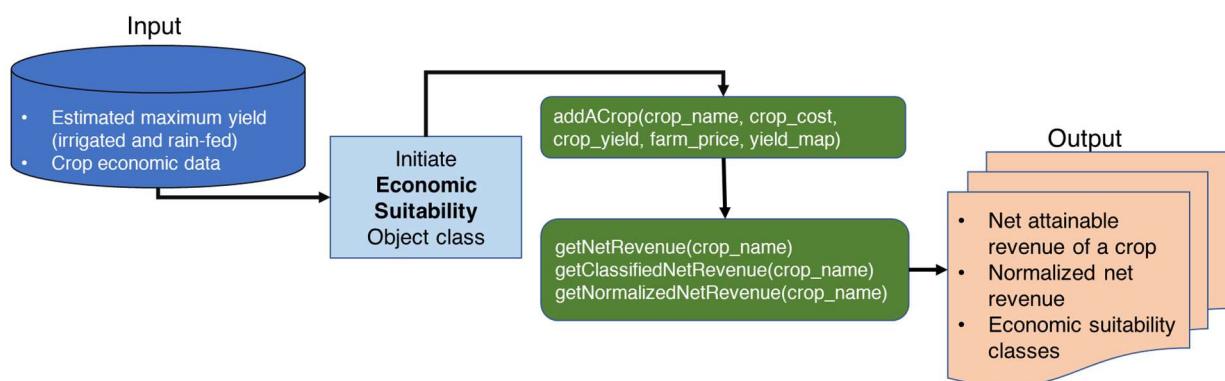 Input
• Estimated maximum yield
(irrigated and rain-fed)
• Crop economic data
Initiate
Economic
Suitability
Object class
addACrop(crop_name, crop_cost,
crop_yield, farm_price, yield_map)
getNetRevenue(crop_name)
getClassifiedNetRevenue(crop_name)
getNormalizedNetRevenue(crop_name)
Output
• Net attainable
revenue of a crop
• Normalized net
revenue
• Economic suitability
classes